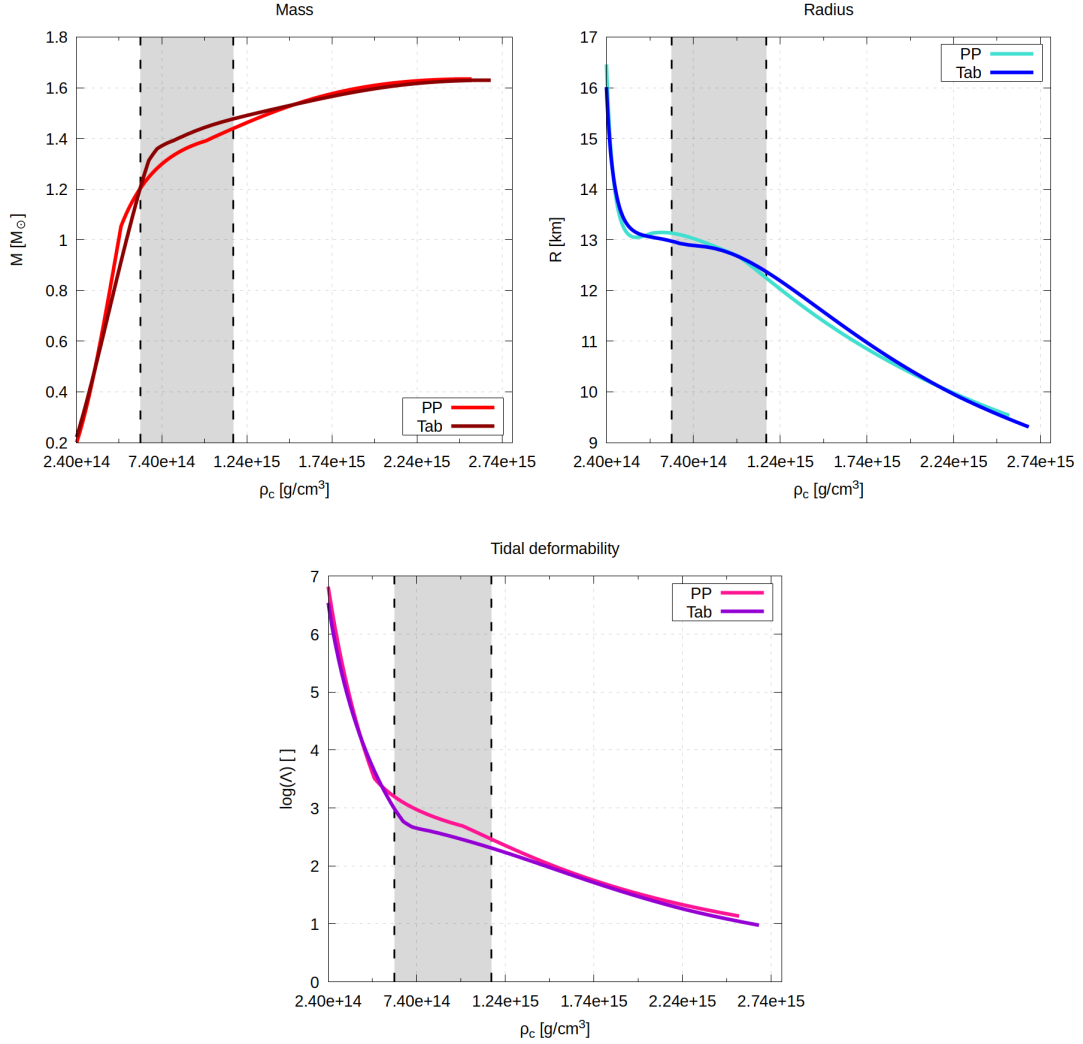 Mass
1.8
1.6
1.4
1.2
1
0.8
0.6
0.4
0.2
M [M☉]
PP
Tab
2.40e+14 7.40e+14 1.24e+15 1.74e+15 2.24e+15 2.74e+15
ρc [g/cm³]
Radius
17
16
15
14
13
12
11
10
9
R [km]
PP
Tab
2.40e+14 7.40e+14 1.24e+15 1.74e+15 2.24e+15 2.74e+15
ρc [g/cm³]
Tidal deformability
7
6
5
4
3
2
1
0
log(Λ) [ ]
PP
Tab
2.40e+14 7.40e+14 1.24e+15 1.74e+15 2.24e+15 2.74e+15
ρc [g/cm³]